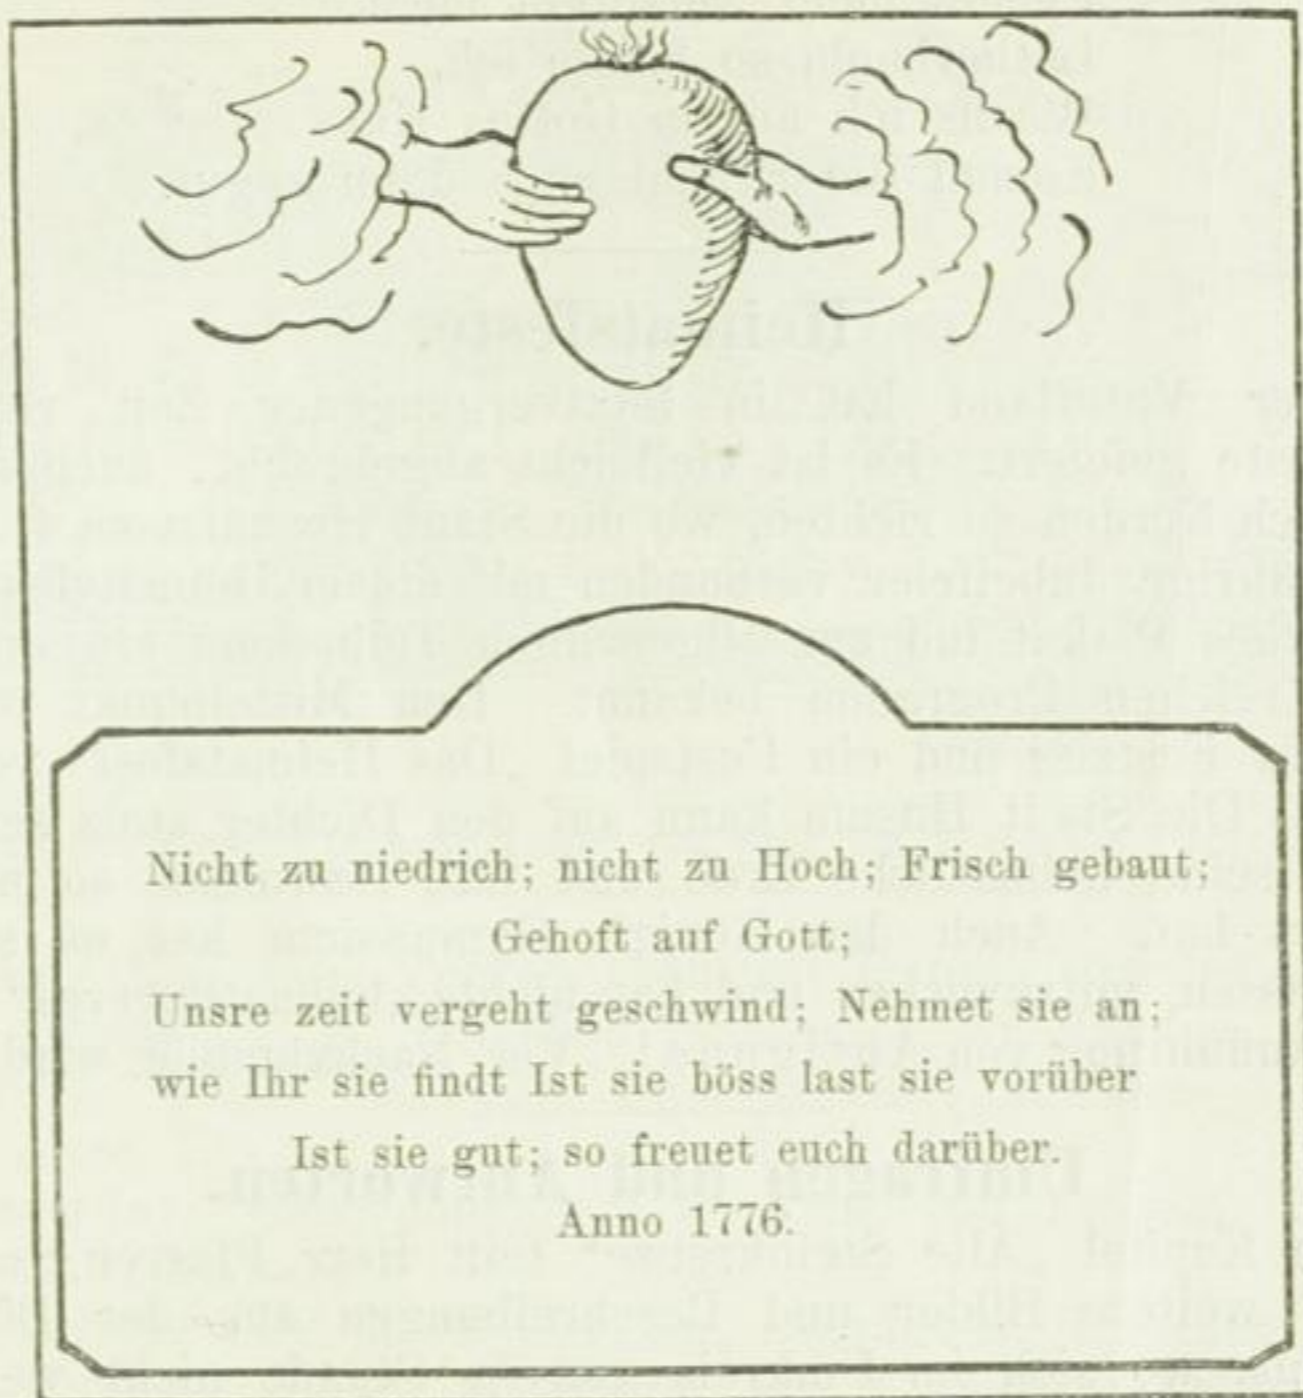 Nicht zu niedrich; nicht zu Hoch; Frisch gebaut;
Gehoft auf Gott;
Unsre zeit vergeht geschwind; Nehmet sie an;
wie Ihr sie findt Ist sie böss last sie vorüber
Ist sie gut; so freuet euch darüber.
Anno 1776.